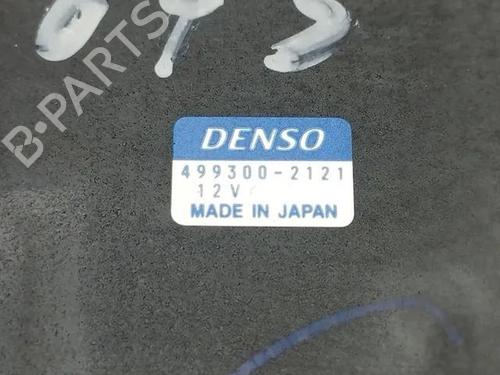 B-PARTS
DENSO
499300-2121
12V
MADE IN JAPAN